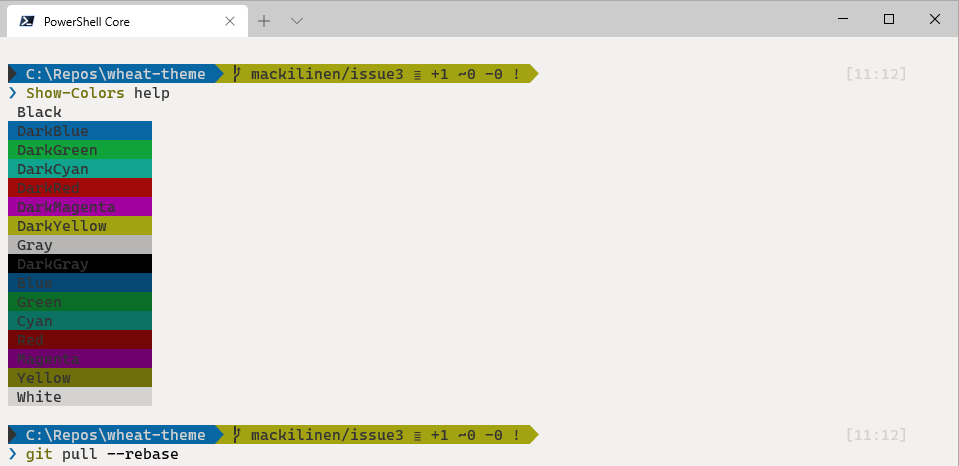 PowerShell Core
C:\Repos\wheat-theme mackilinen/issue3 ≡ +1 ~0 -0 ! [11:12]
❯ Show-Colors help
Black
DarkBlue
DarkGreen
DarkCyan
DarkRed
DarkMagenta
DarkYellow
Gray
DarkGray
Blue
Green
Cyan
Red
Magenta
Yellow
White
C:\Repos\wheat-theme mackilinen/issue3 ≡ +1 ~0 -0 ! [11:12]
❯ git pull --rebase